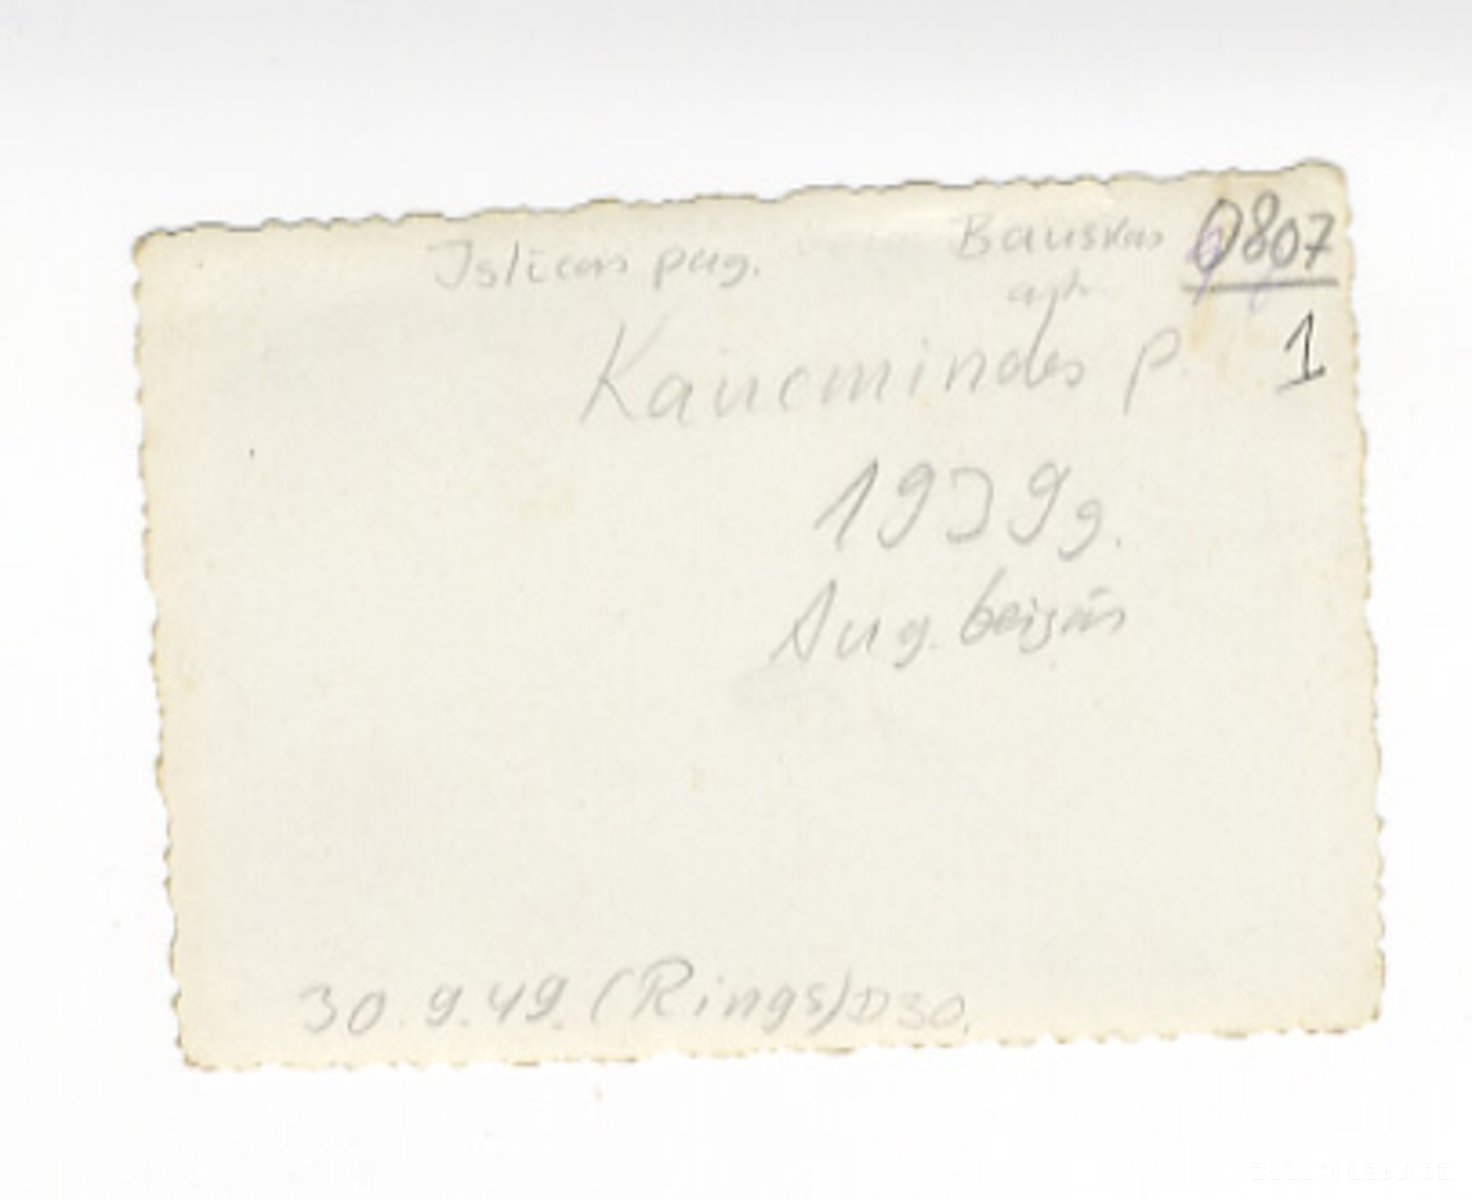 Islīcas pag. Bauskas 0807
apr. 1
Kaucmindes p.
1939g.
Aug. beigās
30.9.49. (Rings) D30.